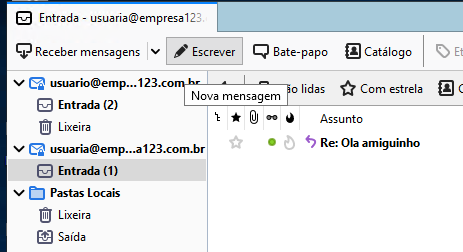 Entrada - usuaria@empresa123.
Receber mensagens Escrever Bate-papo Catálogo Et
usuario@emp...123.com.br
Nova mensagem
ão lidas Com estrela C
Entrada (2)
Lixeira
Assunto
usuaria@emp...a123.com.br
Re: Ola amiguinho
Entrada (1)
Pastas Locais
Lixeira
Saída